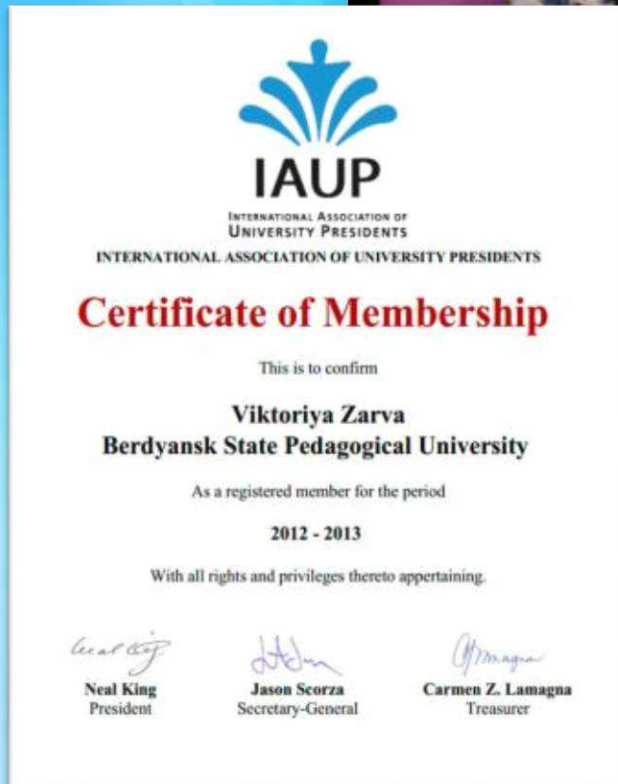 IAUP
INTERNATIONAL ASSOCIATION OF
UNIVERSITY PRESIDENTS
INTERNATIONAL ASSOCIATION OF UNIVERSITY PRESIDENTS
Certificate of Membership
This is to confirm
Viktoriya Zarva
Berdyansk State Pedagogical University
As a registered member for the period
2012 - 2013
With all rights and privileges thereto appertaining.
Neal King
Neal King Jason Scorza Carmen Z. Lamagna
President Secretary-General Treasurer